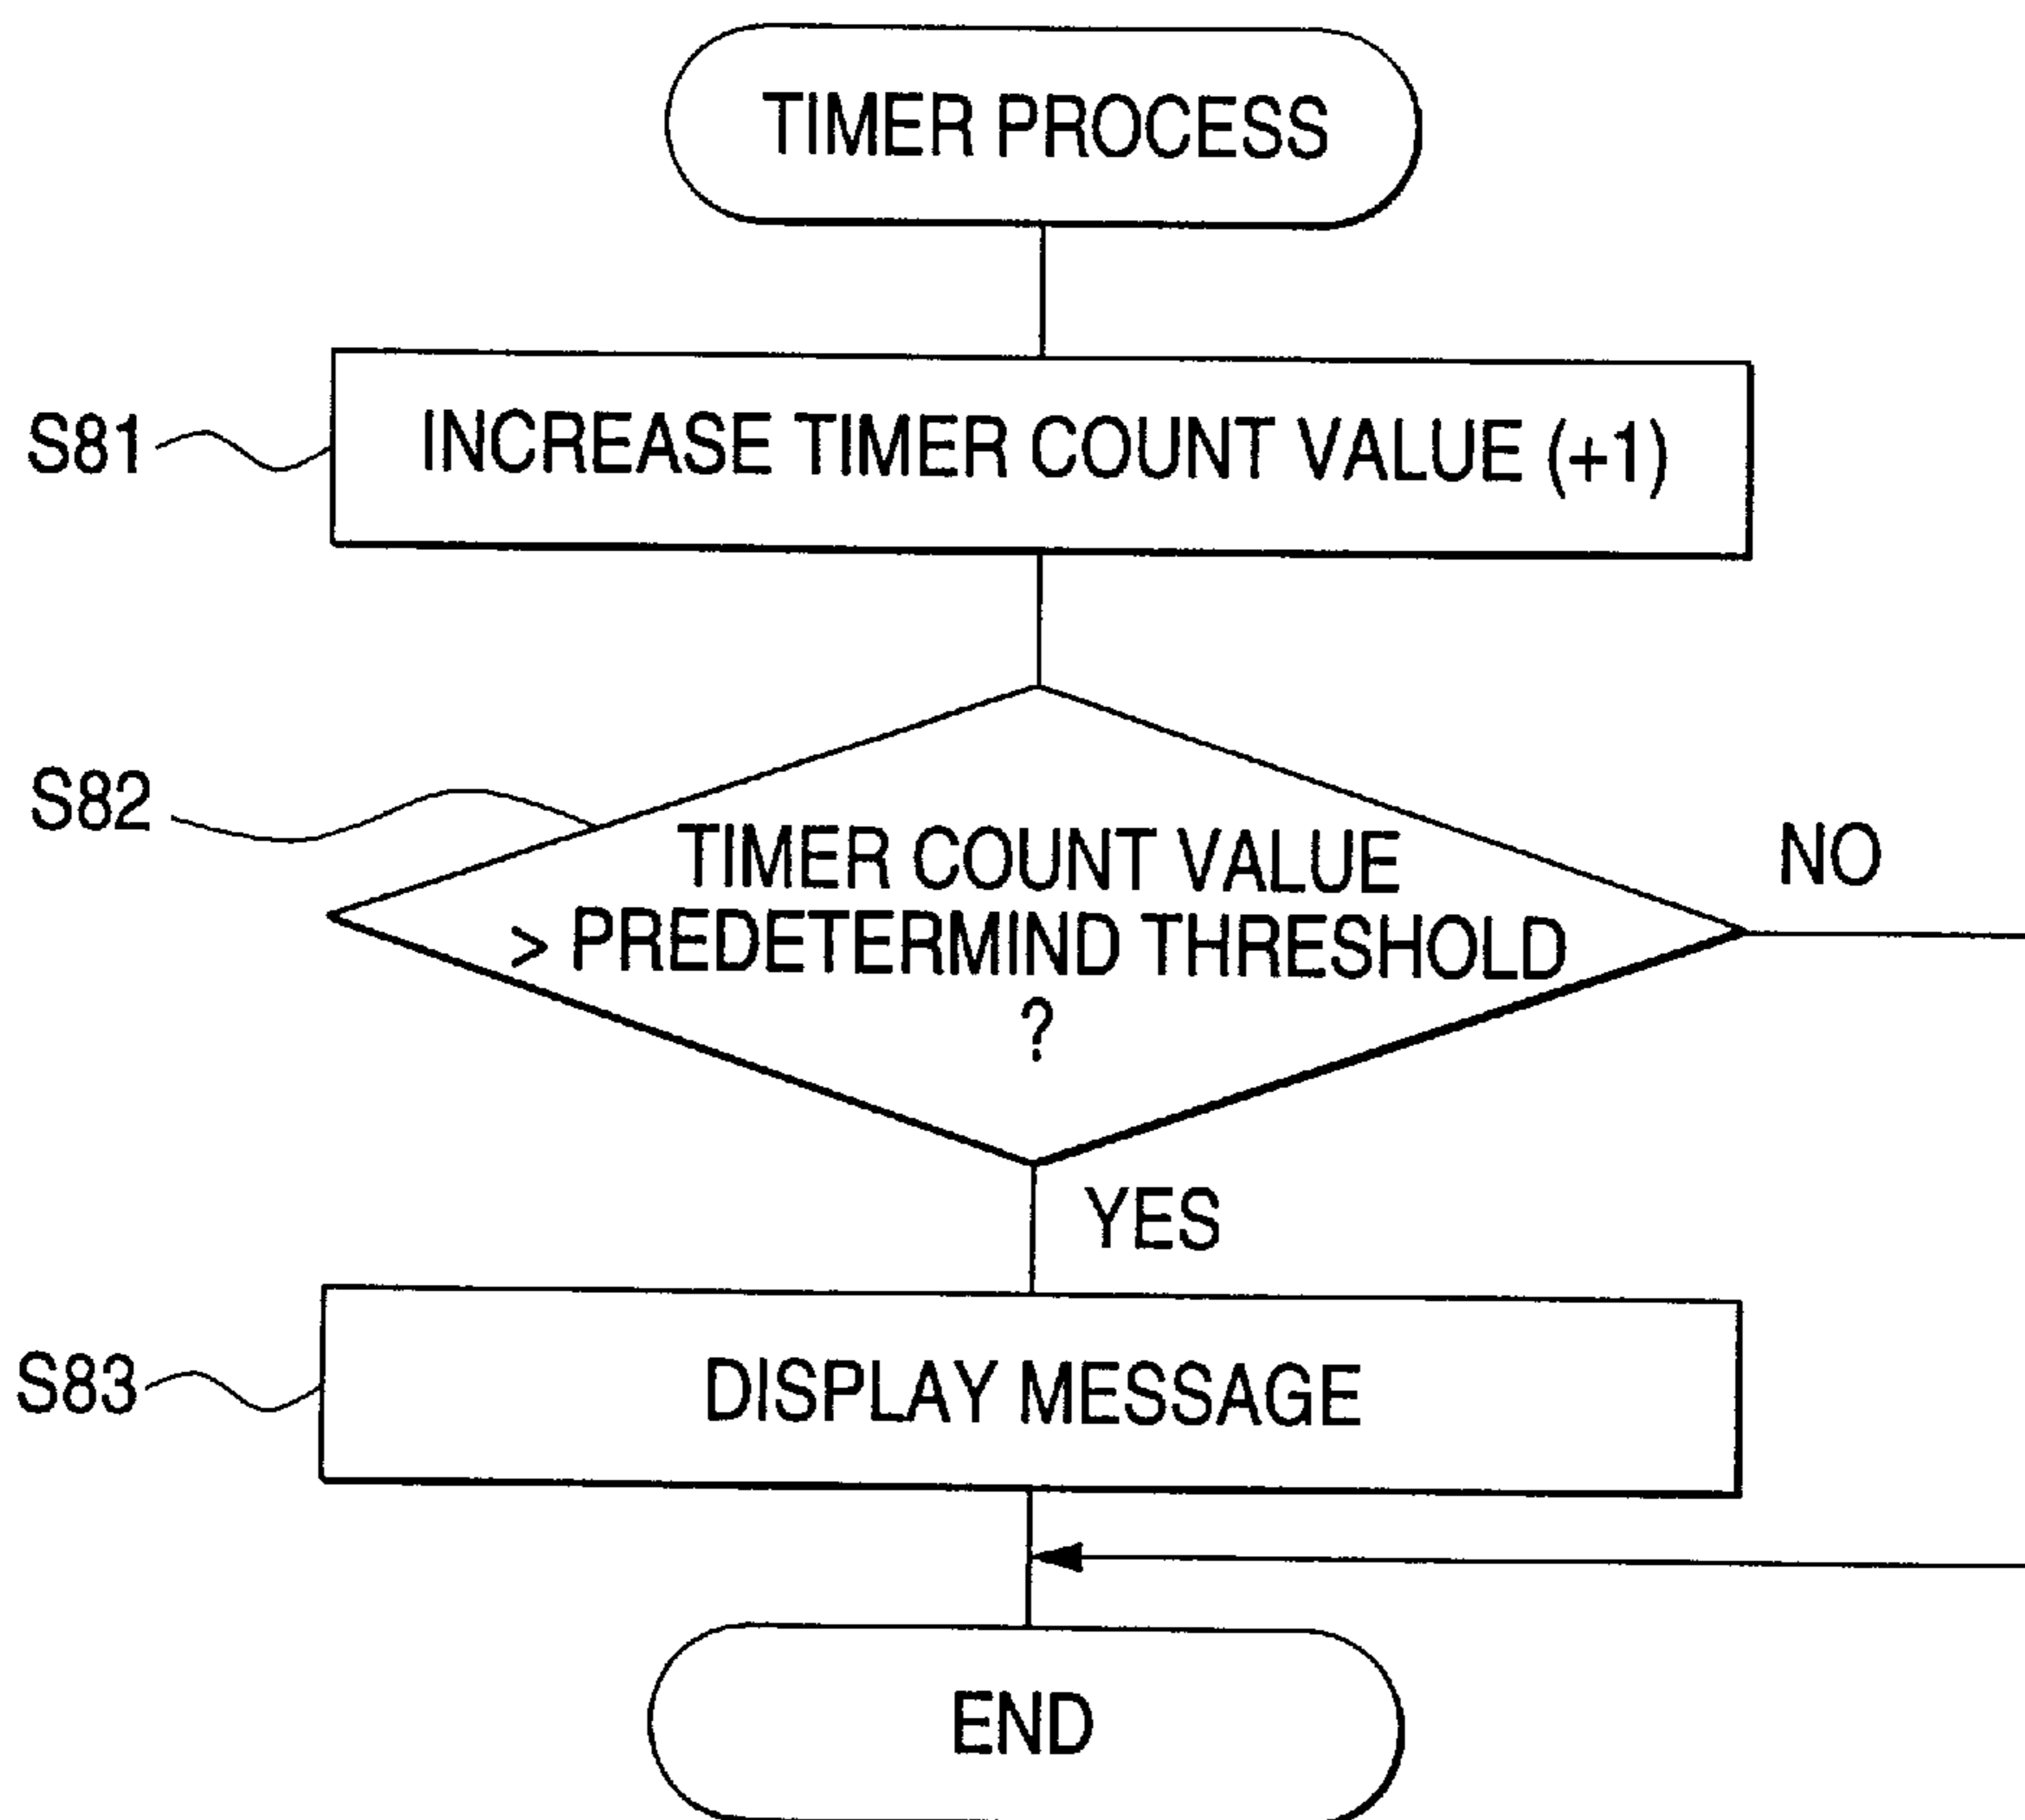 TIMER PROCESS
S81
INCREASE TIMER COUNT VALUE (+1)
S82
TIMER COUNT VALUE
> PREDETERMIND THRESHOLD
?
NO
YES
S83
DISPLAY MESSAGE
END